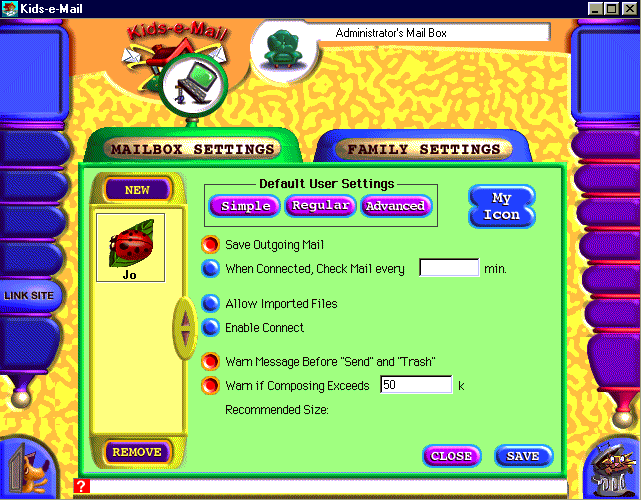 Kids-e-Mail
Kids-e-Mail
Administrator's Mail Box
MAILBOX SETTINGS
FAMILY SETTINGS
NEW
Default User Settings
Simple
Regular
Advanced
My
Icon
Jo
Save Outgoing Mail
When Connected, Check Mail every min.
LINK SITE
Allow Imported Files
Enable Connect
Warn Message Before "Send" and "Trash"
Warn if Composing Exceeds 50 k
Recommended Size:
REMOVE
CLOSE
SAVE
?